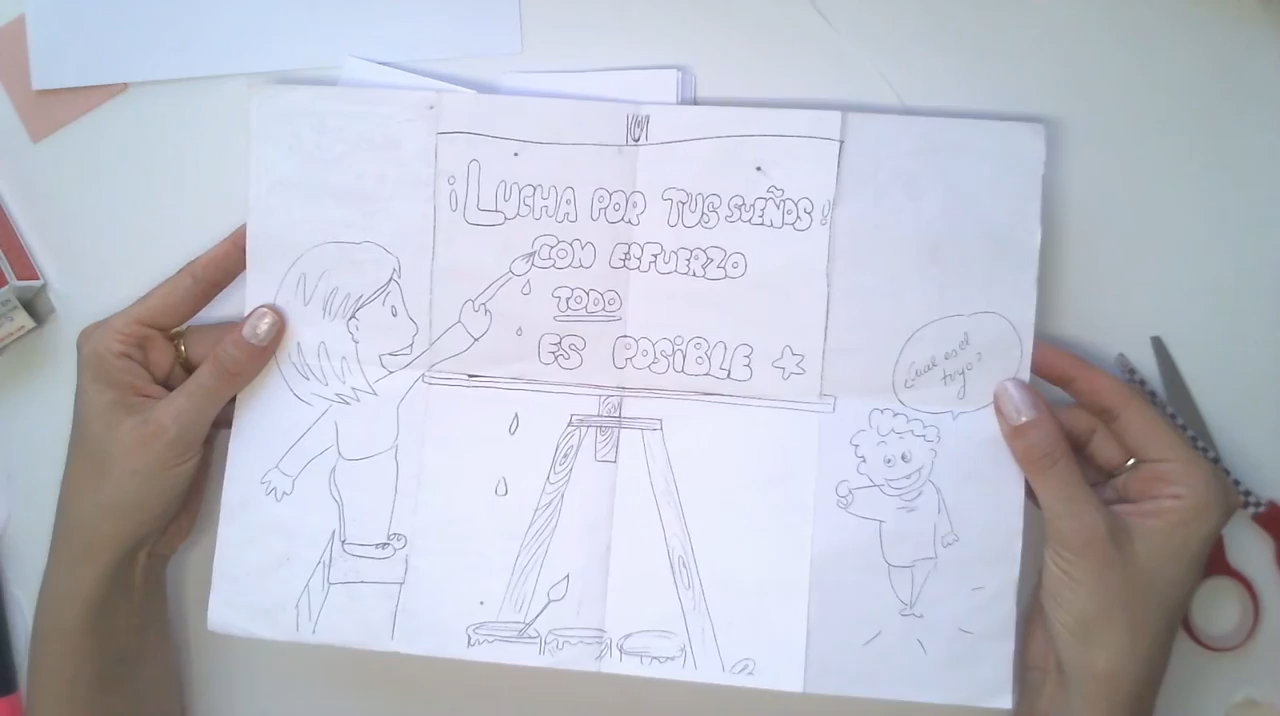 ¡LUCHA POR TUS SUEÑOS!
CON ESFUERZO
TODO
ES POSIBLE
¿Cual es el
tuyo?